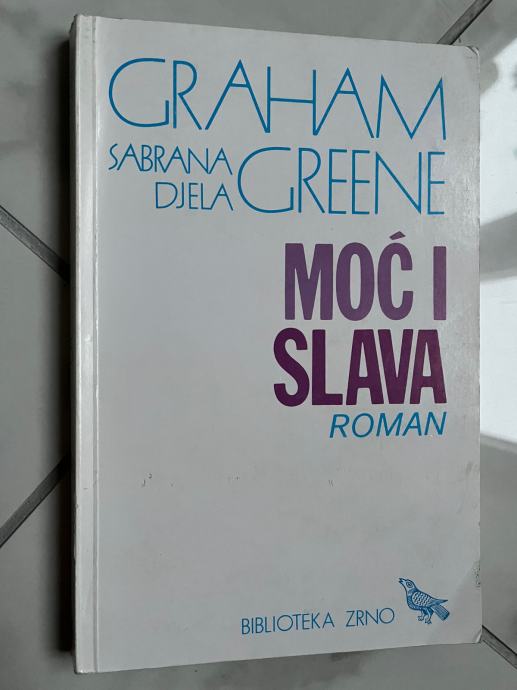 GRAHAM
SABRANA
DJELA GREENE
MOĆ I
SLAVA
ROMAN
BIBLIOTEKA ZRNO